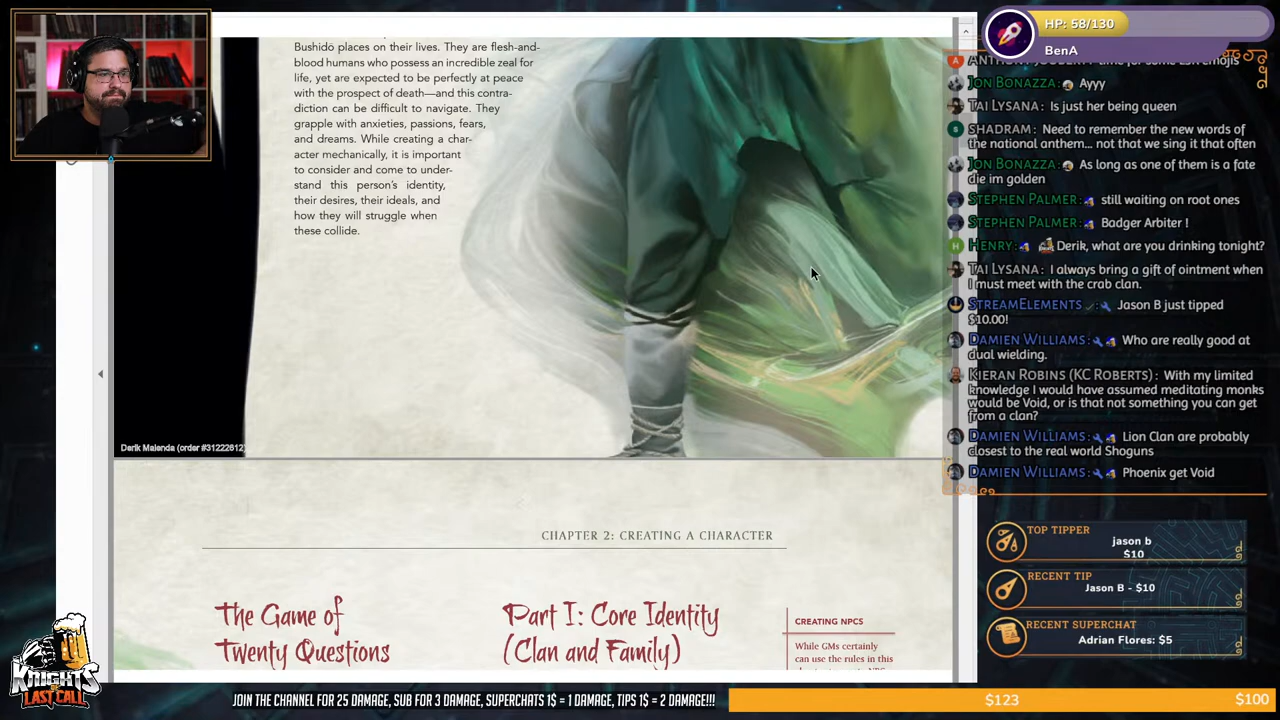 Bushidō places on their lives. They are flesh-and-
blood humans who possess an incredible zeal for
life, yet are expected to be perfectly at peace
with the prospect of death—and this contra-
diction can be difficult to navigate. They
grapple with anxieties, passions, fears,
and dreams. While creating a char-
acter mechanically, it is important
to consider and come to under-
stand this person's identity,
their desires, their ideals, and
how they will struggle when
these collide.
Derik Malenda (order #31222612)
CHAPTER 2: CREATING A CHARACTER
The Game of
Twenty Questions
Part I: Core Identity
(Clan and Family)
CREATING NPCS
While GMs certainly
can use the rules in this
HP: 58/130
BenA
JON BONAZZA: Ayyy
TAI LYSANA: Is just her being queen
SHADRAM: Need to remember the new words of
the national anthem... not that we sing it that often
JON BONAZZA: As long as one of them is a fate
die im golden
STEPHEN PALMER: still waiting on root ones
STEPHEN PALMER: Badger Arbiter !
HENRY: Derik, what are you drinking tonight?
TAI LYSANA: I always bring a gift of ointment when
I must meet with the crab clan.
STREAMELEMENTS: Jason B just tipped
$10.00!
DAMIEN WILLIAMS: Who are really good at
dual wielding.
KIERAN ROBINS (KC ROBERTS): With my limited
knowledge I would have assumed meditating monks
would be Void, or is that not something you can get
from a clan?
DAMIEN WILLIAMS: Lion Clan are probably
closest to the real world Shoguns
DAMIEN WILLIAMS: Phoenix get Void
TOP TIPPER
jason b
$10
RECENT TIP
Jason B - $10
RECENT SUPERCHAT
Adrian Flores: $5
KNIGHTS
LAST CALL
JOIN THE CHANNEL FOR 25 DAMAGE, SUB FOR 3 DAMAGE, SUPERCHATS 1$ = 1 DAMAGE, TIPS 1$ = 2 DAMAGE!!!
$123
$100